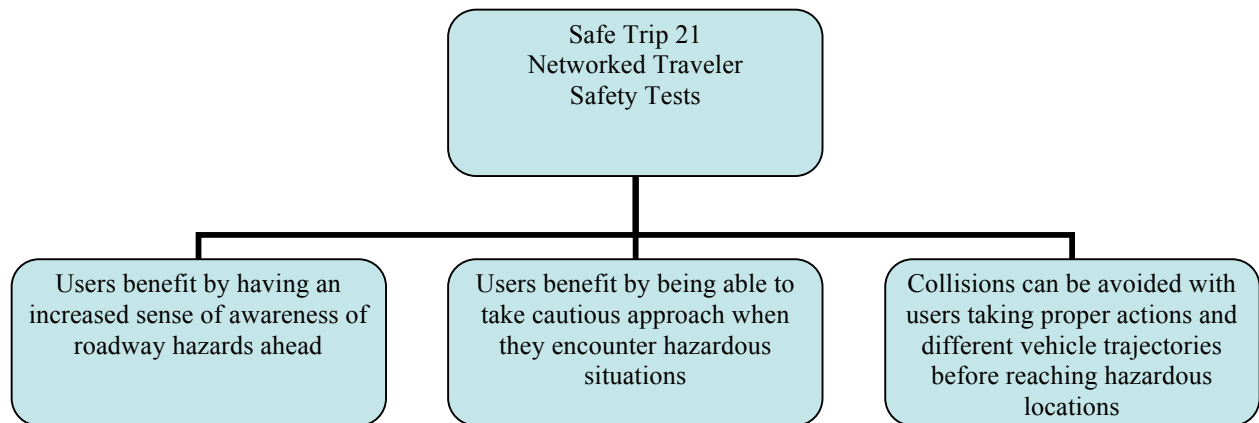 Safe Trip 21
Networked Traveler
Safety Tests
Users benefit by having an
increased sense of awareness of
roadway hazards ahead
Users benefit by being able to
take cautious approach when
they encounter hazardous
situations
Collisions can be avoided with
users taking proper actions and
different vehicle trajectories
before reaching hazardous
locations